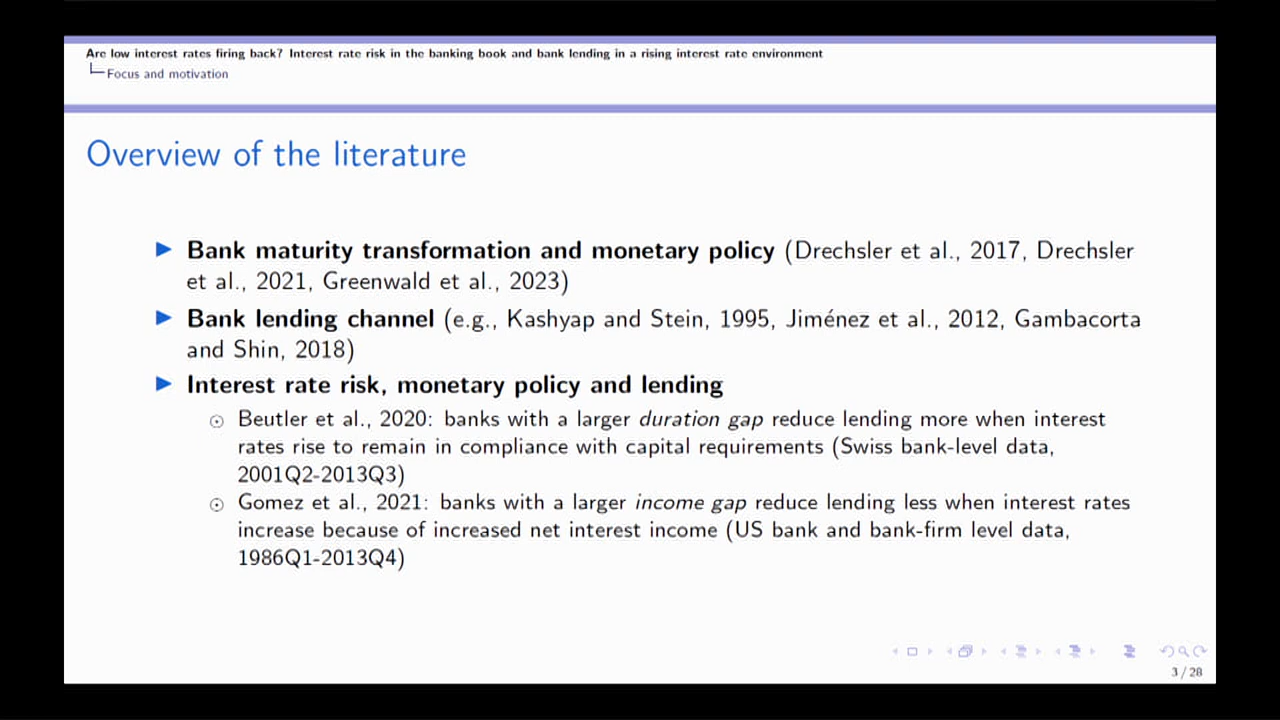 Are low interest rates firing back? Interest rate risk in the banking book and bank lending in a rising interest rate environment
Focus and motivation
Overview of the literature
▶ Bank maturity transformation and monetary policy (Drechsler et al., 2017, Drechsler
et al., 2021, Greenwald et al., 2023)
▶ Bank lending channel (e.g., Kashyap and Stein, 1995, Jiménez et al., 2012, Gambacorta
and Shin, 2018)
▶ Interest rate risk, monetary policy and lending
⊙ Beutler et al., 2020: banks with a larger duration gap reduce lending more when interest
rates rise to remain in compliance with capital requirements (Swiss bank-level data,
2001Q2-2013Q3)
⊙ Gomez et al., 2021: banks with a larger income gap reduce lending less when interest rates
increase because of increased net interest income (US bank and bank-firm level data,
1986Q1-2013Q4)
3 / 28